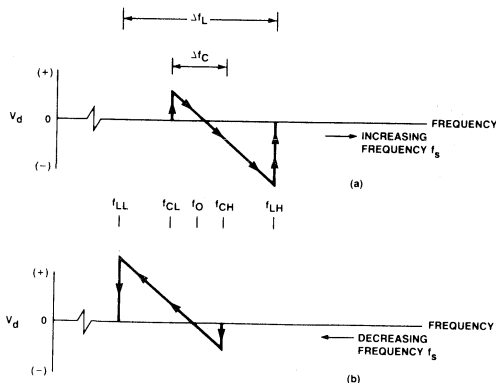 Δf_L
Δf_C
(+)
V_d 0
FREQUENCY
INCREASING
FREQUENCY f_s
(−)
(a)
f_LL f_CL f_O f_CH f_LH
(+)
V_d 0
FREQUENCY
DECREASING
FREQUENCY f_s
(−)
(b)